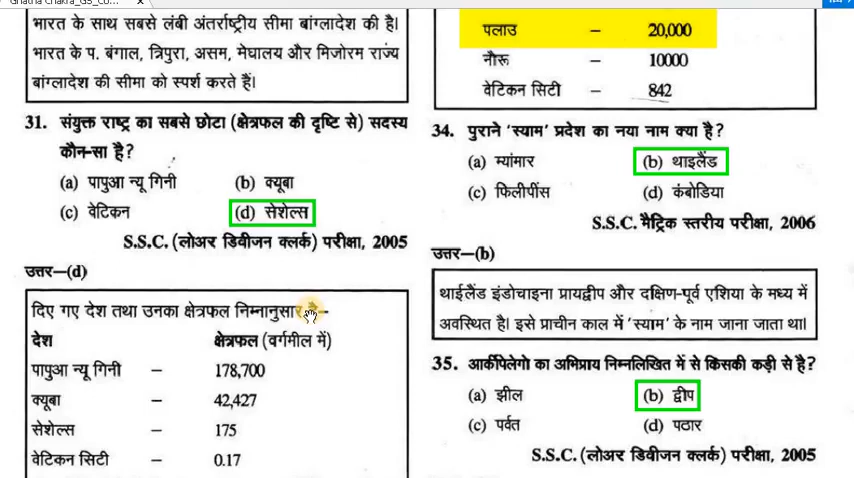 Ghatna Chakra_GS_Cu... ×
भारत के साथ सबसे लंबी अंतर्राष्ट्रीय सीमा बांग्लादेश की है।
भारत के प. बंगाल, त्रिपुरा, असम, मेघालय और मिजोरम राज्य
बांग्लादेश की सीमा को स्पर्श करते हैं।
31. संयुक्त राष्ट्र का सबसे छोटा (क्षेत्रफल की दृष्टि से) सदस्य
कौन-सा है?
(a) पापुआ न्यू गिनी (b) क्यूबा
(c) वेटिकन (d) सेशेल्स
S.S.C. (लोअर डिवीजन क्लर्क) परीक्षा, 2005
उत्तर—(d)
दिए गए देश तथा उनका क्षेत्रफल निम्नानुसार है–
देश क्षेत्रफल (वर्गमील में)
पापुआ न्यू गिनी – 178,700
क्यूबा – 42,427
सेशेल्स – 175
वेटिकन सिटी – 0.17
पलाउ – 20,000
नौरू – 10000
वेटिकन सिटी – 842
34. पुराने ‘स्याम’ प्रदेश का नया नाम क्या है?
(a) म्यांमार (b) थाइलैंड
(c) फिलीपींस (d) कंबोडिया
S.S.C. मैट्रिक स्तरीय परीक्षा, 2006
उत्तर—(b)
थाईलैंड इंडोचाइना प्रायद्वीप और दक्षिण-पूर्व एशिया के मध्य में
अवस्थित है। इसे प्राचीन काल में ‘स्याम’ के नाम जाना जाता था।
35. आर्कीपेलेगो का अभिप्राय निम्नलिखित में से किसकी कड़ी से है?
(a) झील (b) द्वीप
(c) पर्वत (d) पठार
S.S.C. (लोअर डिवीजन क्लर्क) परीक्षा, 2005